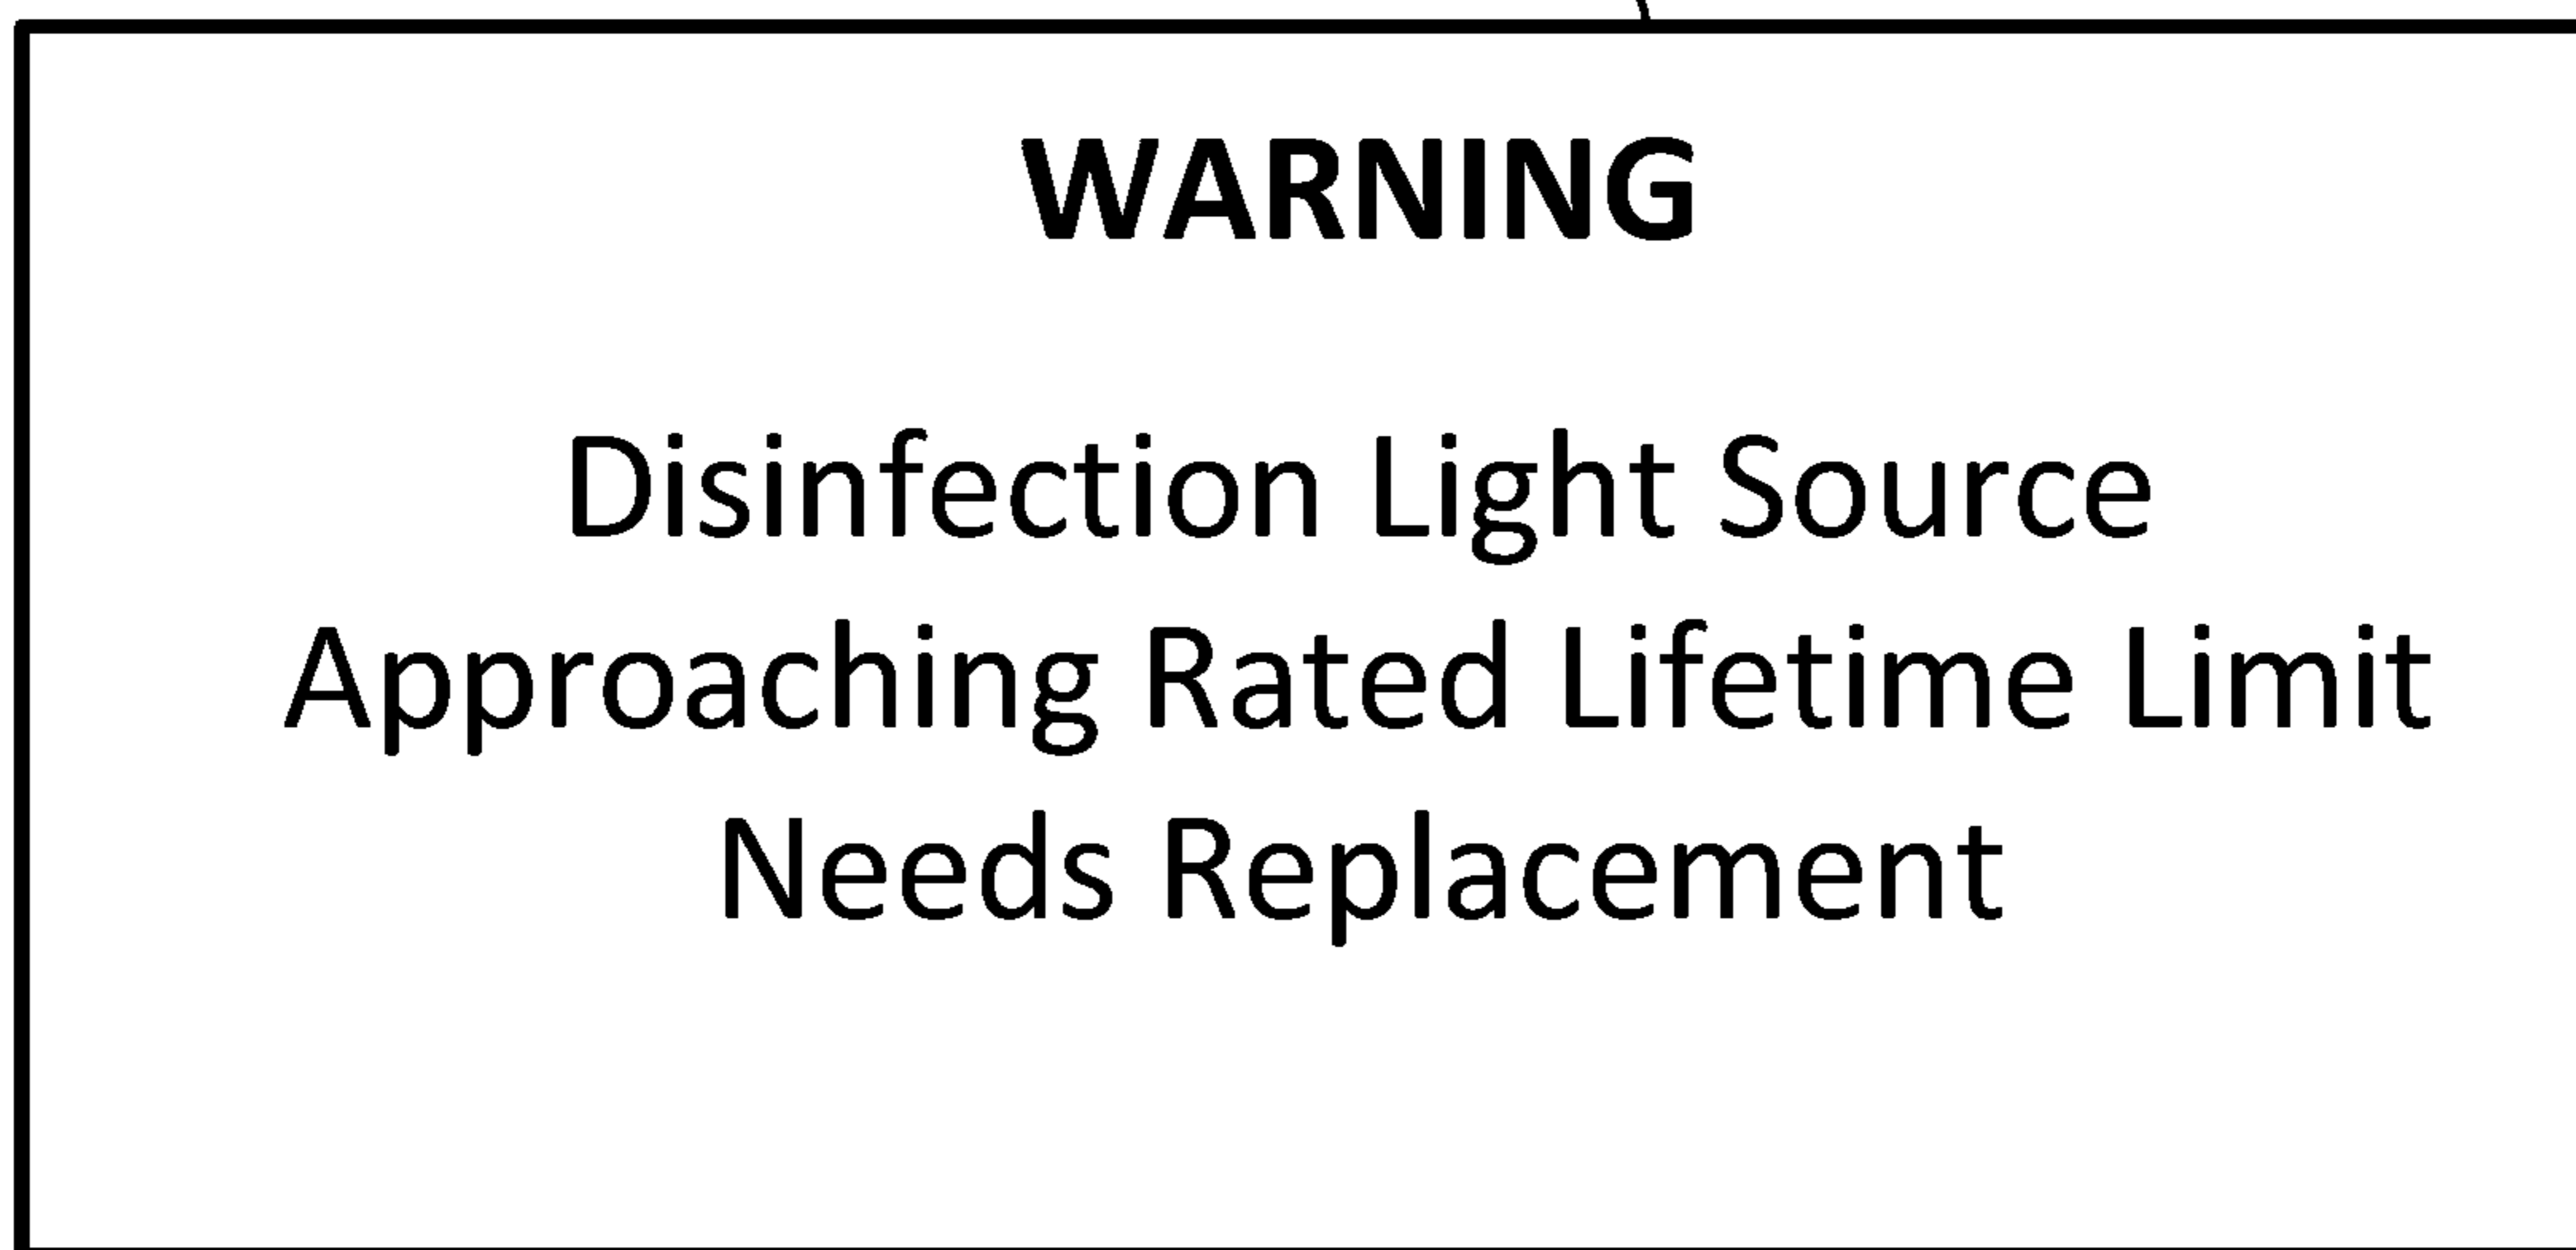 WARNING
Disinfection Light Source
Approaching Rated Lifetime Limit
Needs Replacement